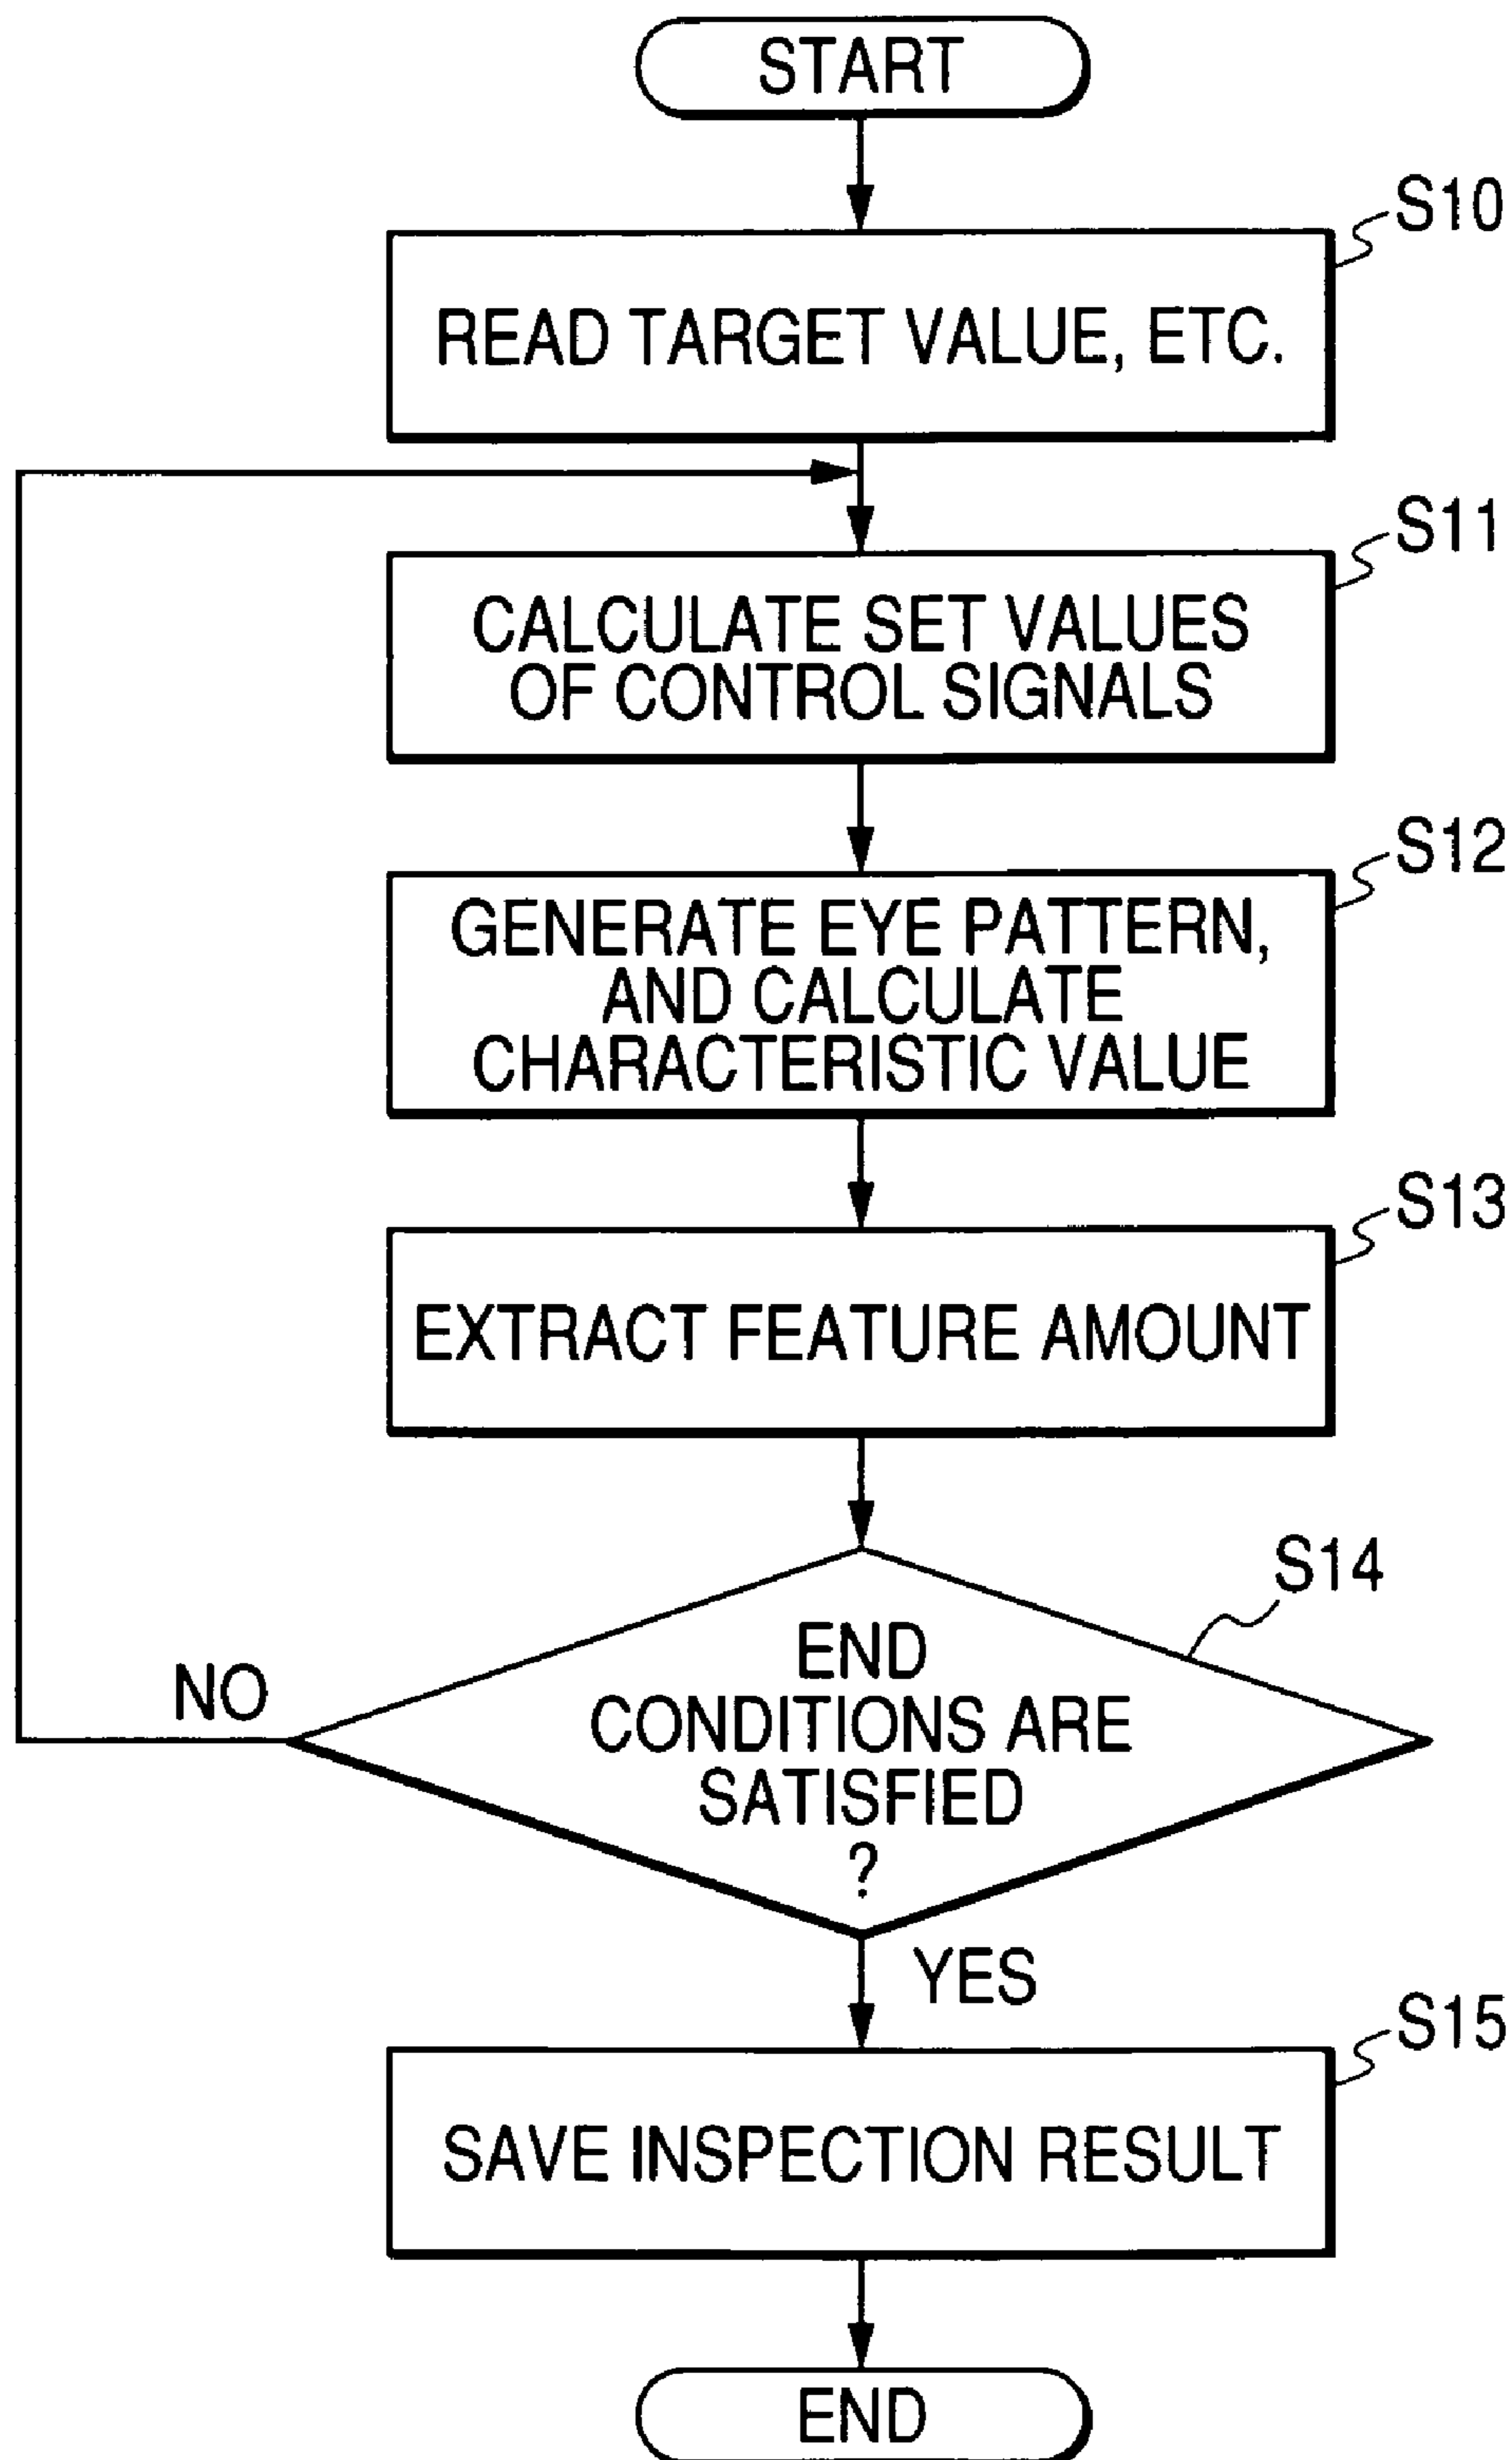 START
S10
READ TARGET VALUE, ETC.
S11
CALCULATE SET VALUES
OF CONTROL SIGNALS
S12
GENERATE EYE PATTERN,
AND CALCULATE
CHARACTERISTIC VALUE
S13
EXTRACT FEATURE AMOUNT
S14
END
CONDITIONS ARE
SATISFIED
?
NO
YES
S15
SAVE INSPECTION RESULT
END